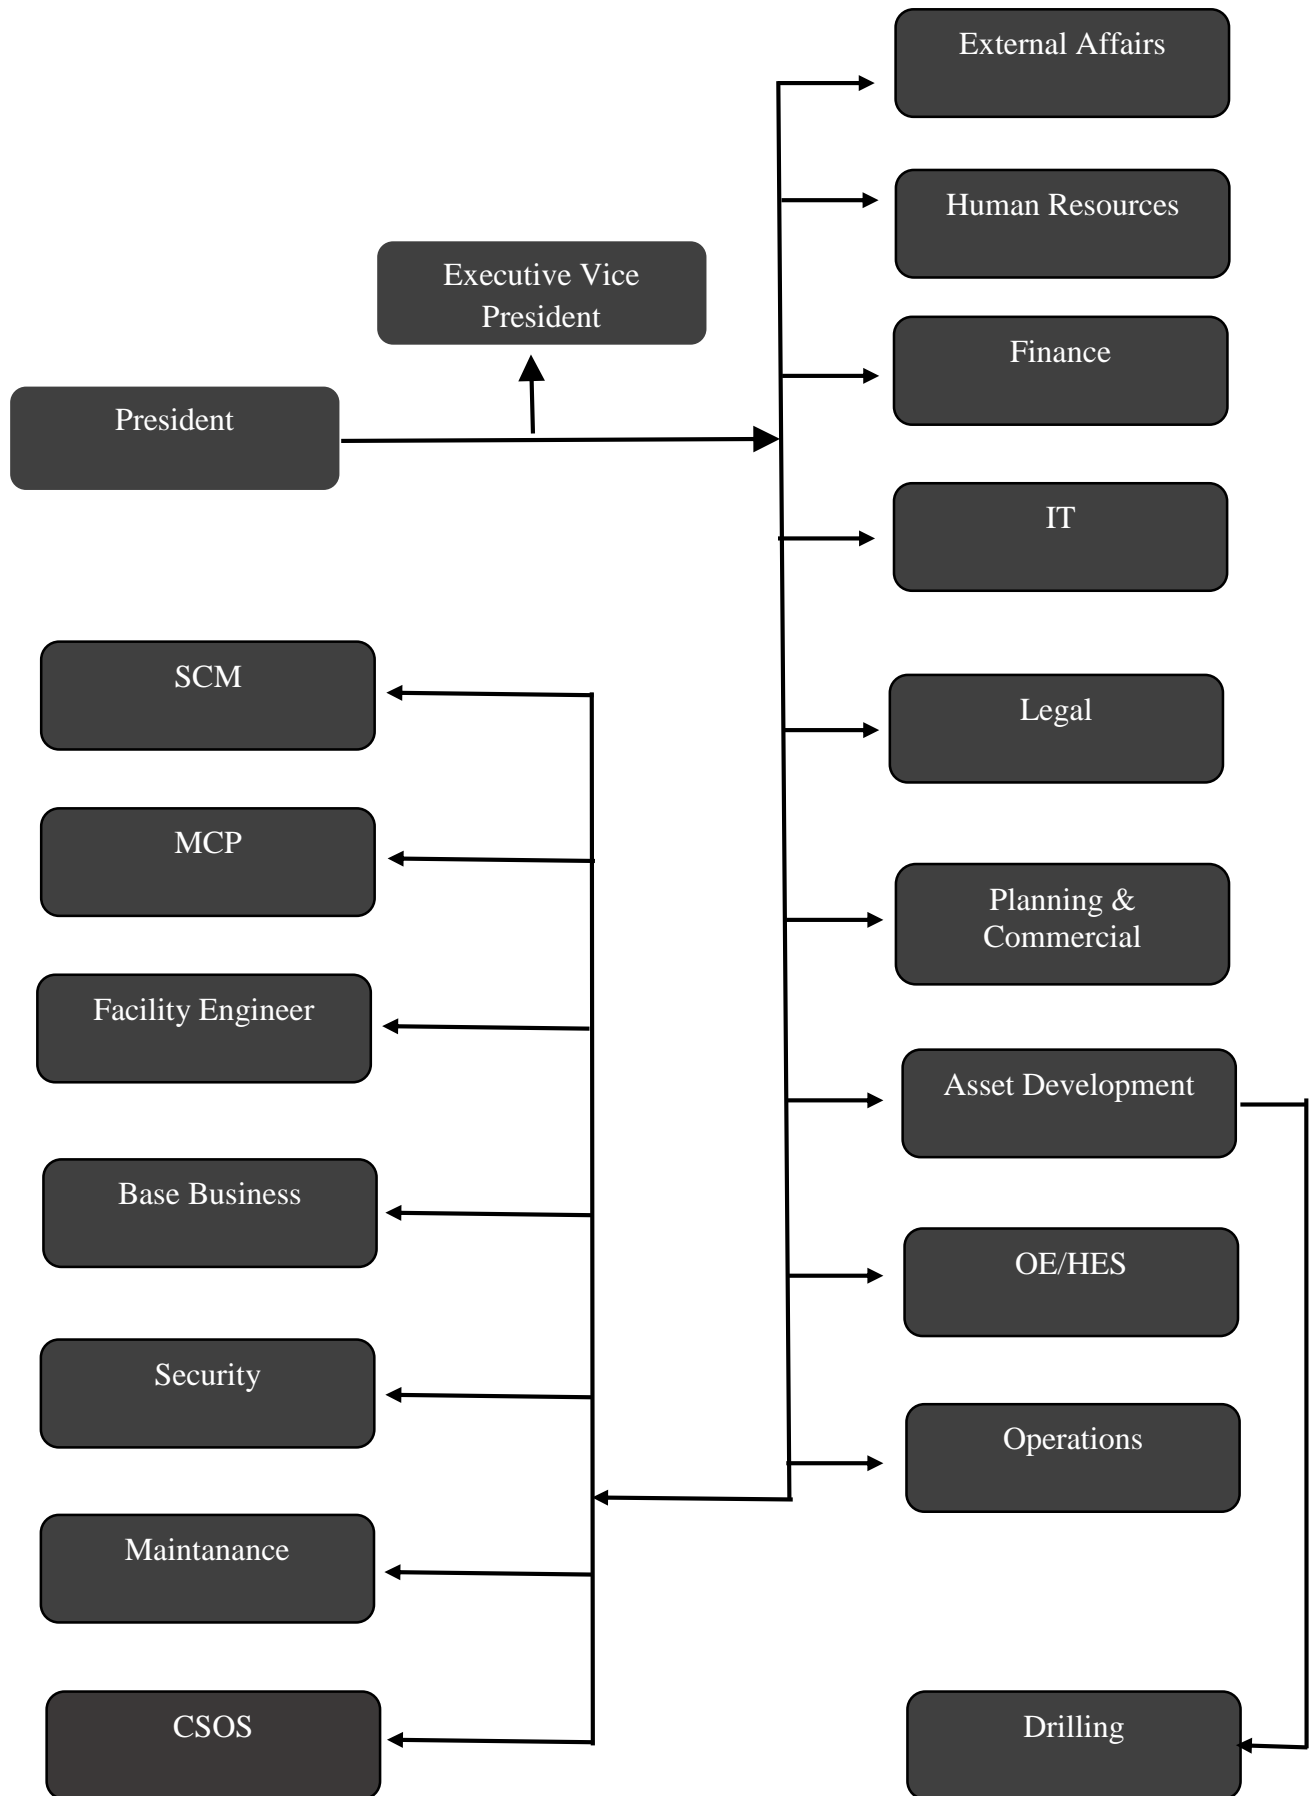 External Affairs
Human Resources
Executive Vice
President
Finance
President
IT
SCM
Legal
MCP
Planning &
Commercial
Facility Engineer
Asset Development
Base Business
OE/HES
Security
Operations
Maintanance
CSOS
Drilling